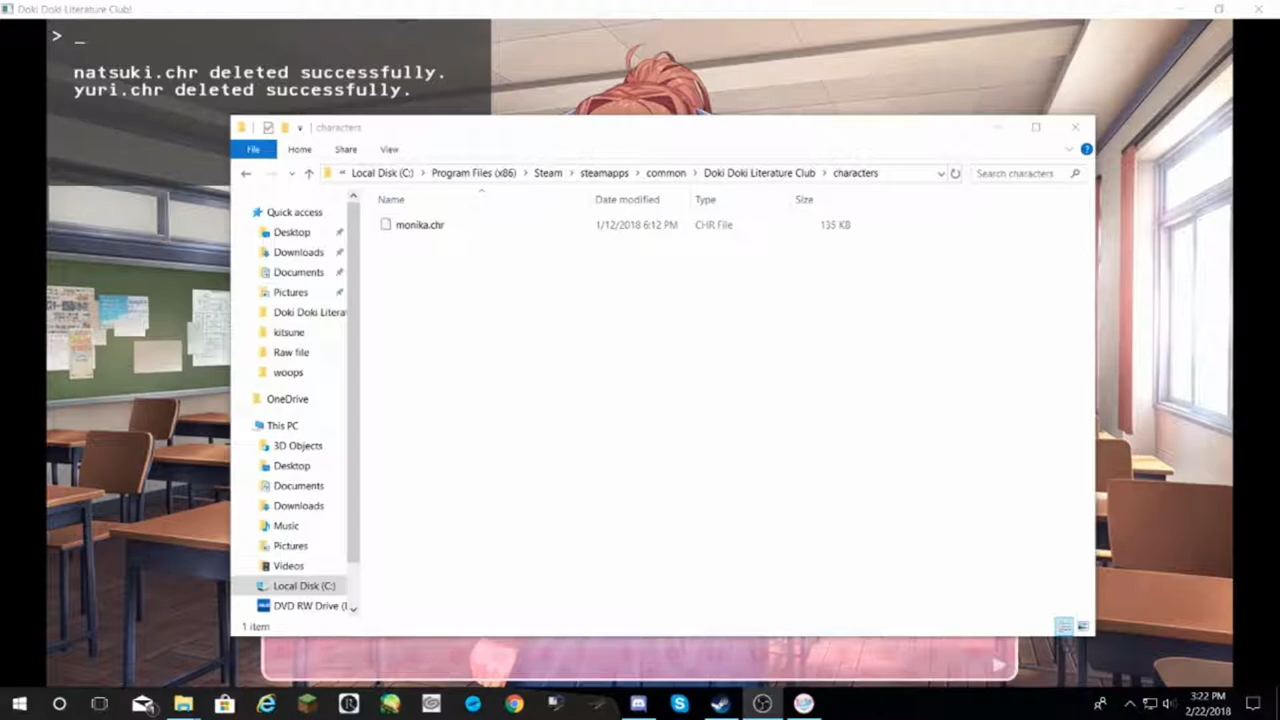 Doki Doki Literature Club!
> _
natsuki.chr deleted successfully.
yuri.chr deleted successfully.
characters
File Home Share View
« Local Disk (C:) › Program Files (x86) › Steam › steamapps › common › Doki Doki Literature Club › characters
Search characters
Name Date modified Type Size
monika.chr 1/12/2018 6:12 PM CHR File 135 KB
Quick access
Desktop
Downloads
Documents
Pictures
Doki Doki Litera
kitsune
Raw file
woops
OneDrive
This PC
3D Objects
Desktop
Documents
Downloads
Music
Pictures
Videos
Local Disk (C:)
DVD RW Drive (
1 item
3:22 PM
2/22/2018